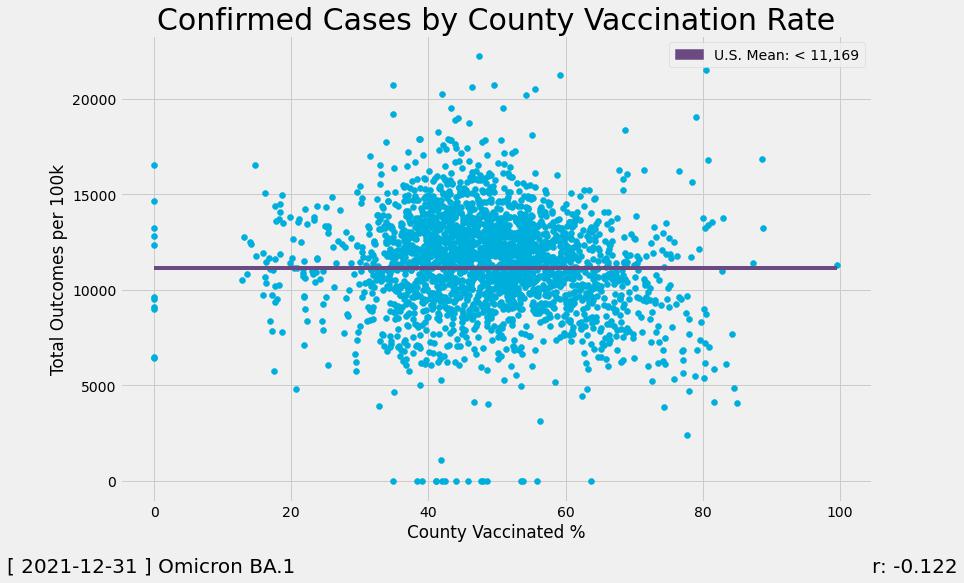 Confirmed Cases by County Vaccination Rate
U.S. Mean: < 11,169
Total Outcomes per 100k
20000
15000
10000
5000
0
0 20 40 60 80 100
County Vaccinated %
[ 2021-12-31 ] Omicron BA.1 r: -0.122